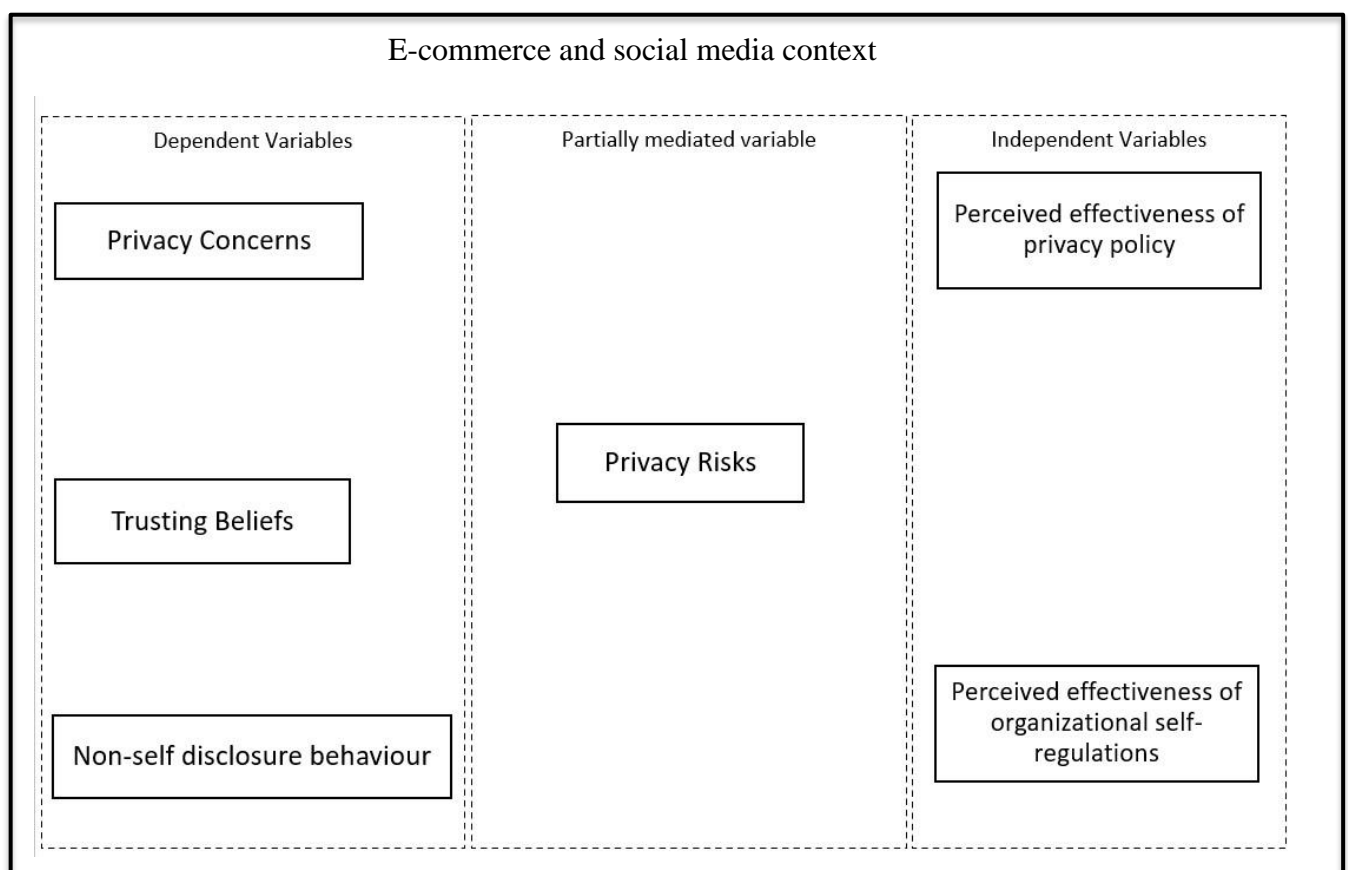 E-commerce and social media context
Dependent Variables
Privacy Concerns
Trusting Beliefs
Non-self disclosure behaviour
Partially mediated variable
Privacy Risks
Independent Variables
Perceived effectiveness of
privacy policy
Perceived effectiveness of
organizational self-
regulations